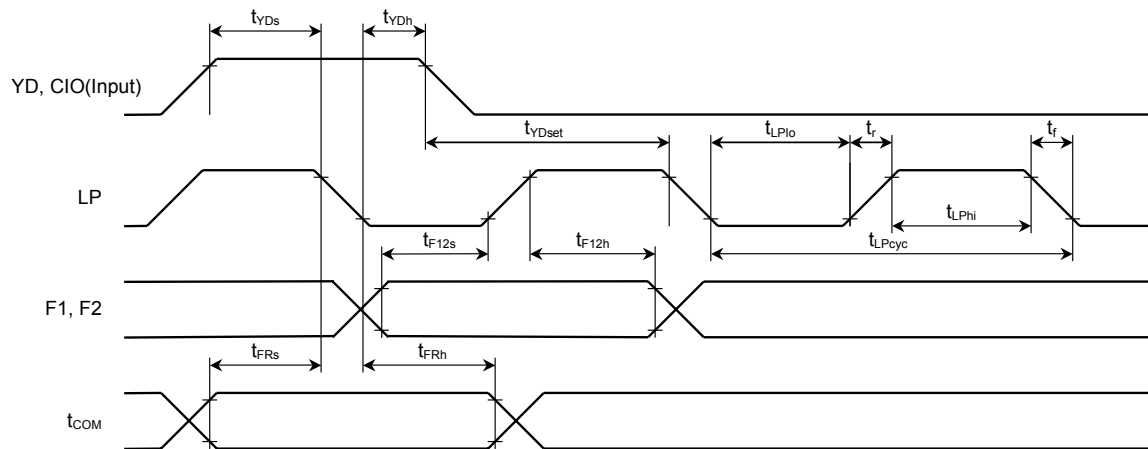 tYDs
tYDh
YD, CIO(Input)
tYDset
tLPlo
tr
tf
LP
tLPhi
tF12s
tF12h
tLPcyc
F1, F2
tFRs
tFRh
tCOM